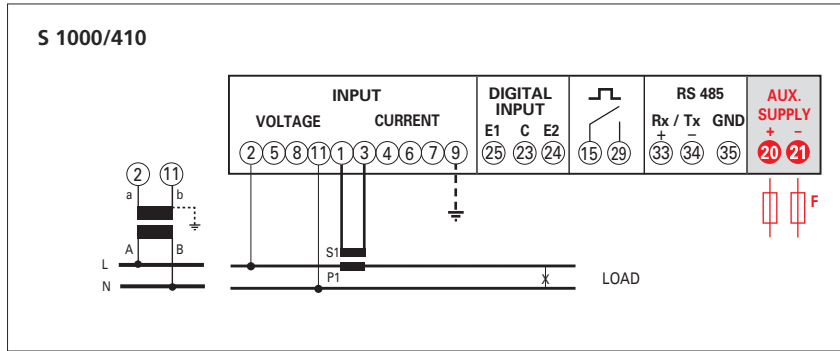 S 1000/410
INPUT
VOLTAGE CURRENT
2 5 8 11 1 3 4 6 7 9
DIGITAL
INPUT
E1 C E2
25 23 24
15 29
RS 485
Rx / Tx GND
+ −
33 34 35
AUX.
SUPPLY
+ −
20 21
F
2 11
a b
A B
L
N
S1
P1
X
LOAD